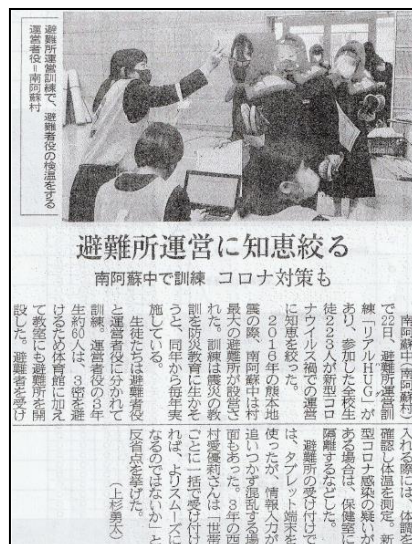 避難所運営訓練で、避難者役の検温をする
運営者役＝南阿蘇村
避難所運営に知恵絞る
南阿蘇中で訓練 コロナ対策も
南阿蘇中(南阿蘇村)
で22日、避難所運営訓
練「リアルHUG」が
あり、参加した全校生
徒223人が新型コロ
ナウイルス禍での運営
に知恵を絞った。
2016年の熊本地
震の際、南阿蘇中は村
最大の避難所が設営さ
れた。訓練は震災の教
訓を防災教育に生かそ
うと、同年から毎年実
施している。
生徒たちは避難者役
と運営者役に分かれて
訓練。運営者役の3年
生約60人は、3密を避
けるため体育館に加え
て教室にも避難所を開
設した。避難者を受け
入れる際には、体調を
確認し体温を測定。新
型コロナ感染の疑いが
ある場合は、保健室に
隔離するなどした。
避難所の受け付けで
は、タブレット端末を
使ったが、情報入力が
追いつかず混乱する場
面もあった。3年の西
村愛優莉さんは「世帯
ごとに一括で受け付け
れば、よりスムーズに
なるのではないか」と
反省点を挙げた。
(上杉勇太)